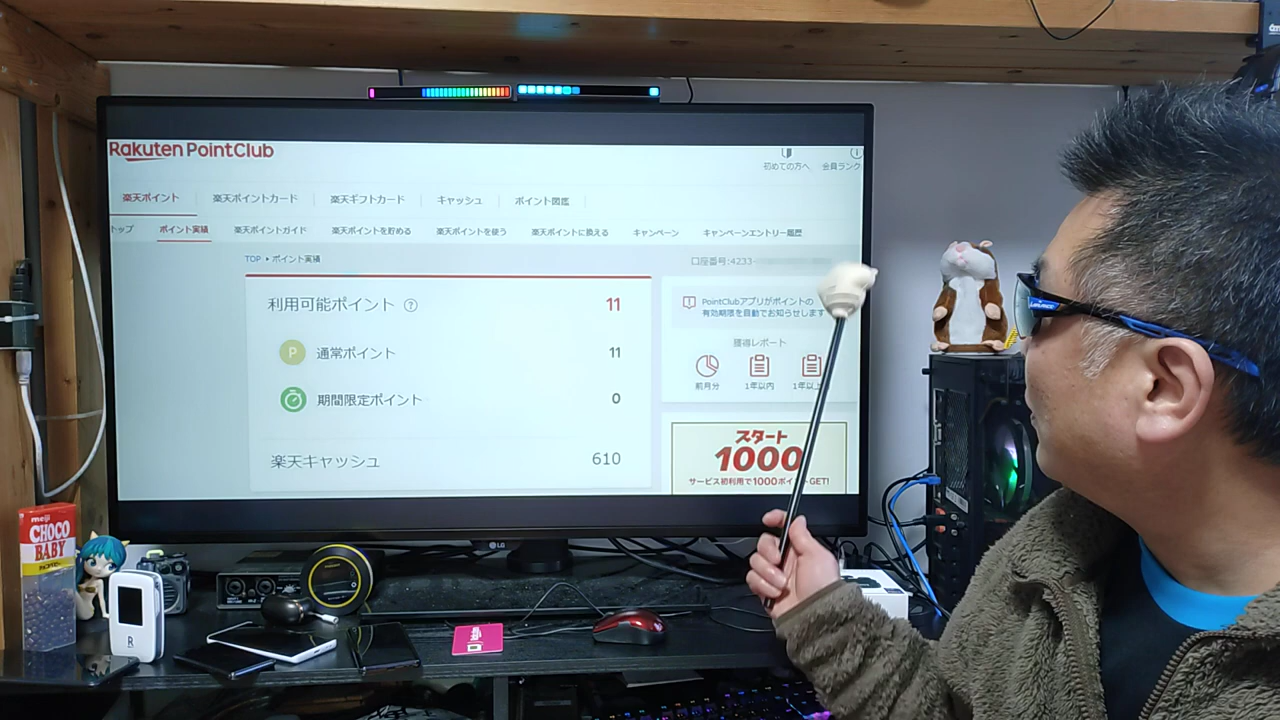 Rakuten PointClub
初めての方へ 会員ランク
楽天ポイント 楽天ポイントカード 楽天ギフトカード キャッシュ ポイント図鑑
トップ ポイント実績 楽天ポイントガイド 楽天ポイントを貯める 楽天ポイントを使う 楽天ポイントに換える キャンペーン キャンペーンエントリー履歴
TOP ポイント実績
口座番号:4233-
利用可能ポイント ? 11
P 通常ポイント 11
期間限定ポイント 0
楽天キャッシュ 610
PointClubアプリがポイントの
有効期限を自動でお知らせします
獲得レポート
前月分 1年以内 1年以上
スタート
1000
サービス初利用で1000ポイントGET!
LG
meiji
CHOCO
BABY
R